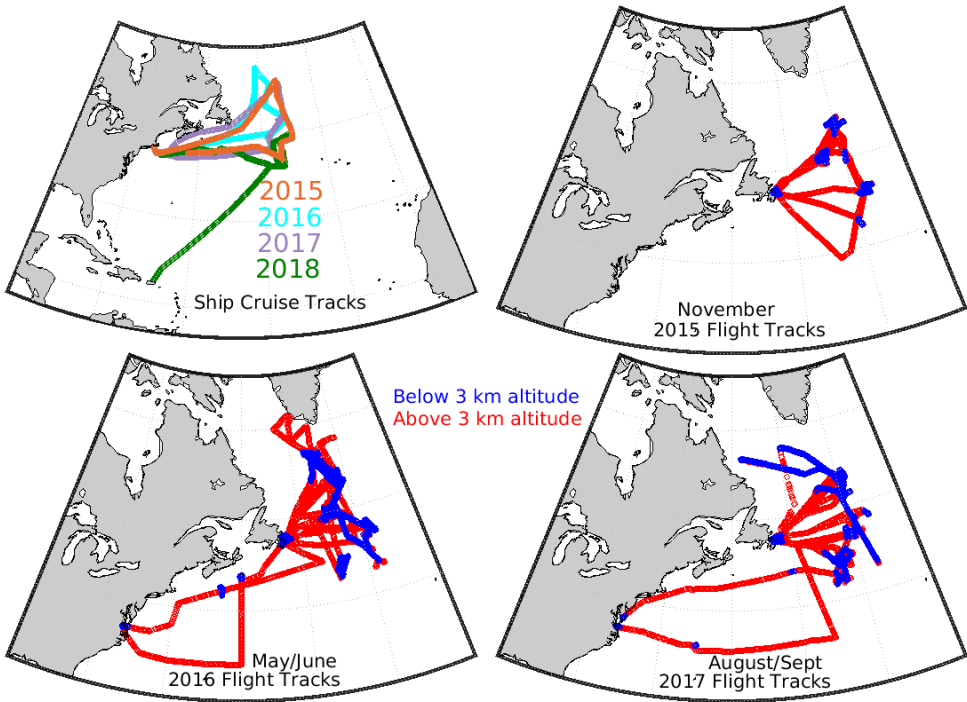 2015
2016
2017
2018
Ship Cruise Tracks
November
2015 Flight Tracks
Below 3 km altitude
Above 3 km altitude
May/June
2016 Flight Tracks
August/Sept
2017 Flight Tracks